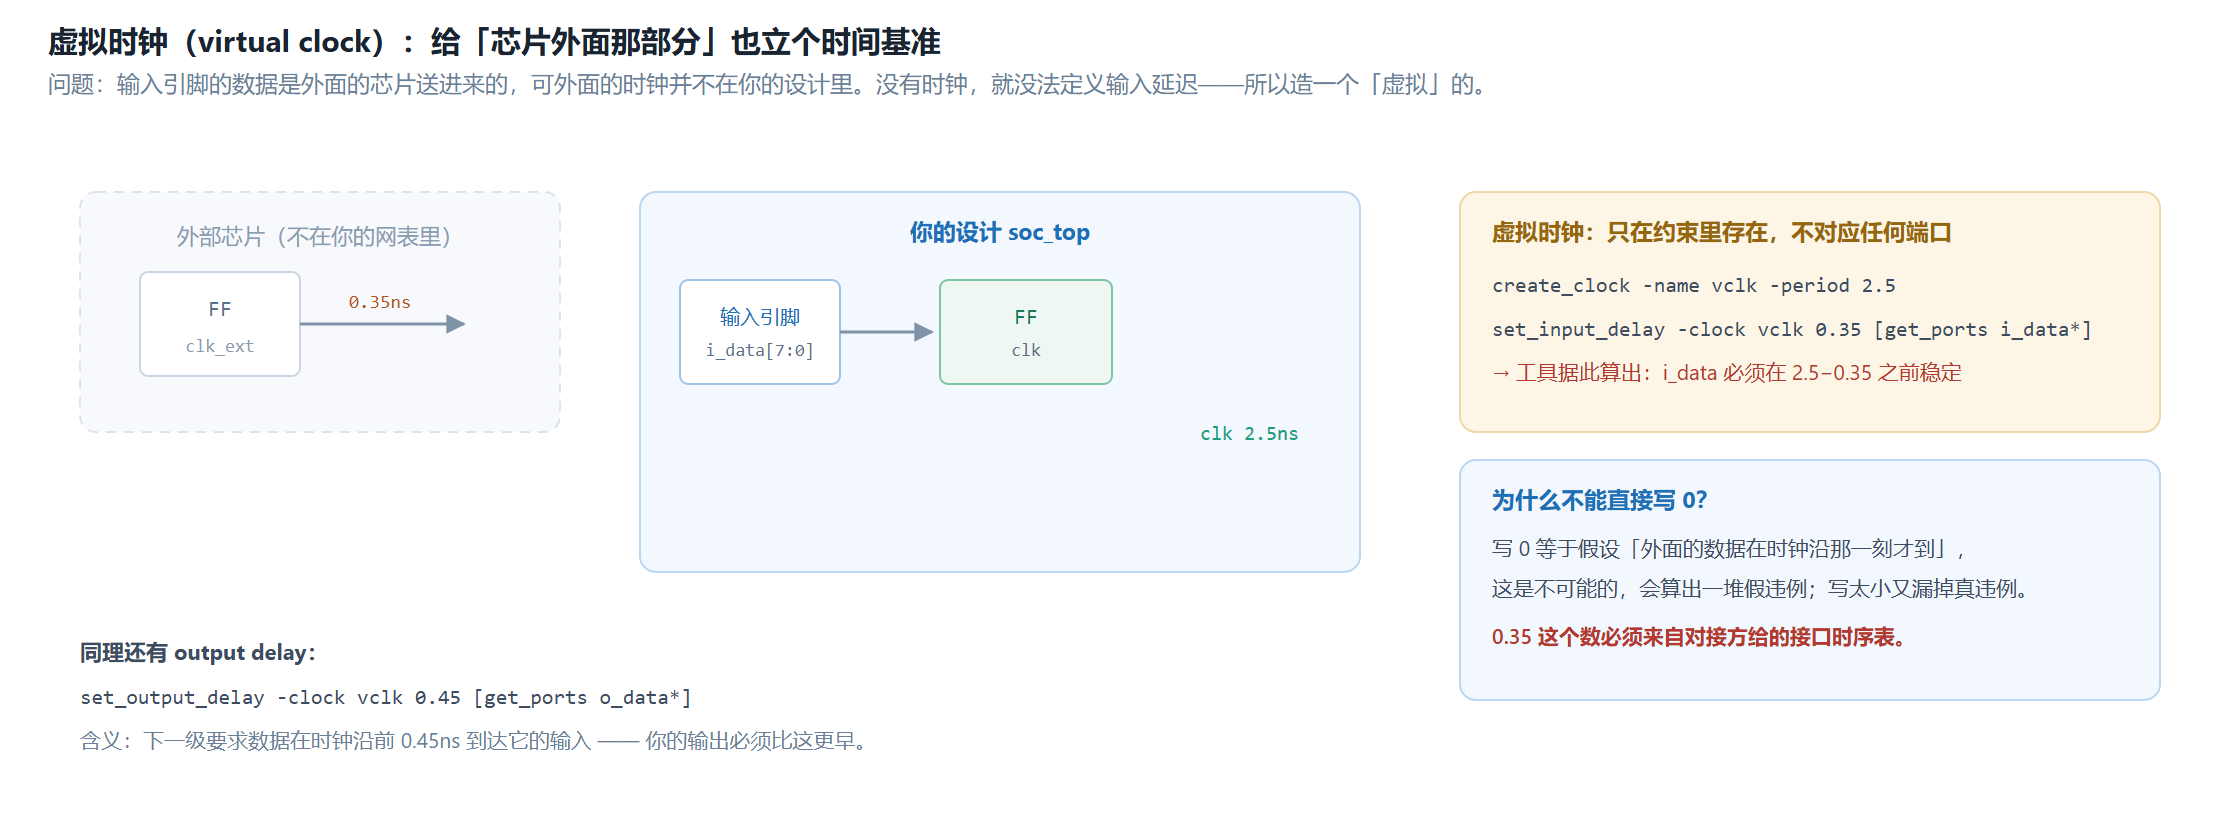 虚拟时钟（virtual clock）：给「芯片外面那部分」也立个时间基准
问题：输入引脚的数据是外面的芯片送进来的，可外面的时钟并不在你的设计里。没有时钟，就没法定义输入延迟——所以造一个「虚拟」的。
外部芯片（不在你的网表里）
FF
clk_ext
0.35ns
你的设计 soc_top
输入引脚
i_data[7:0]
FF
clk
clk 2.5ns
虚拟时钟：只在约束里存在，不对应任何端口
create_clock -name vclk -period 2.5
set_input_delay -clock vclk 0.35 [get_ports i_data*]
→ 工具据此算出：i_data 必须在 2.5−0.35 之前稳定
为什么不能直接写 0？
写 0 等于假设「外面的数据在时钟沿那一刻才到」，
这是不可能的，会算出一堆假违例；写太小又漏掉真违例。
0.35 这个数必须来自对接方给的接口时序表。
同理还有 output delay：
set_output_delay -clock vclk 0.45 [get_ports o_data*]
含义：下一级要求数据在时钟沿前 0.45ns 到达它的输入 —— 你的输出必须比这更早。